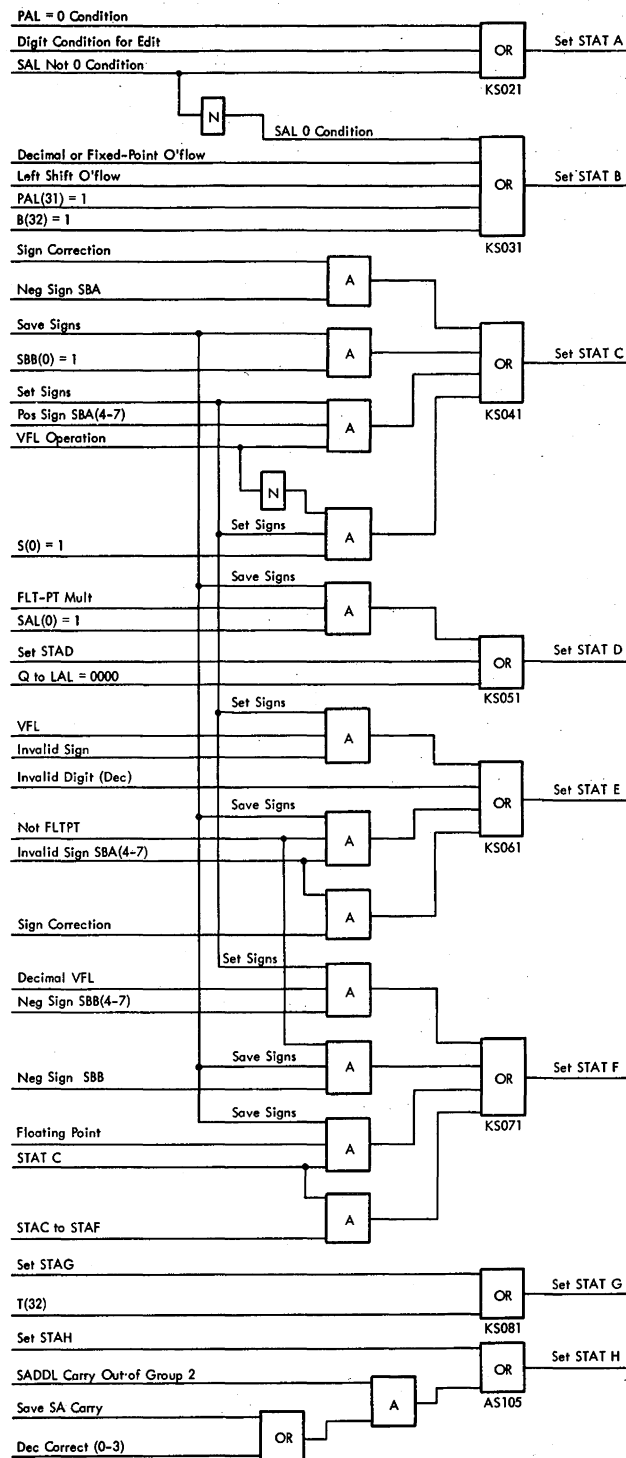 PAL = 0 Condition
Digit Condition for Edit
OR
Set STAT A
SAL Not 0 Condition
KS021
N
SAL 0 Condition
Decimal or Fixed-Point O'flow
Left Shift O'flow
OR
Set STAT B
PAL(31) = 1
B(32) = 1
KS031
Sign Correction
A
Neg Sign SBA
Save Signs
A
OR
Set STAT C
SBB(0) = 1
KS041
Set Signs
Pos Sign SBA(4-7)
A
VFL Operation
N
Set Signs
A
S(0) = 1
Save Signs
FLT-PT Mult
A
SAL(0) = 1
Set STAD
OR
Set STAT D
Q to LAL = 0000
KS051
Set Signs
VFL
A
Invalid Sign
Invalid Digit (Dec)
OR
Set STAT E
Save Signs
Not FLTPT
A
KS061
Invalid Sign SBA(4-7)
A
Sign Correction
Set Signs
Decimal VFL
A
Neg Sign SBB(4-7)
Save Signs
A
OR
Set STAT F
Neg Sign SBB
KS071
Save Signs
Floating Point
A
STAT C
A
STAC to STAF
Set STAG
OR
Set STAT G
T(32)
KS081
Set STAH
OR
Set STAT H
SADDL Carry Out of Group 2
A
AS105
Save SA Carry
OR
Dec Correct (0-3)